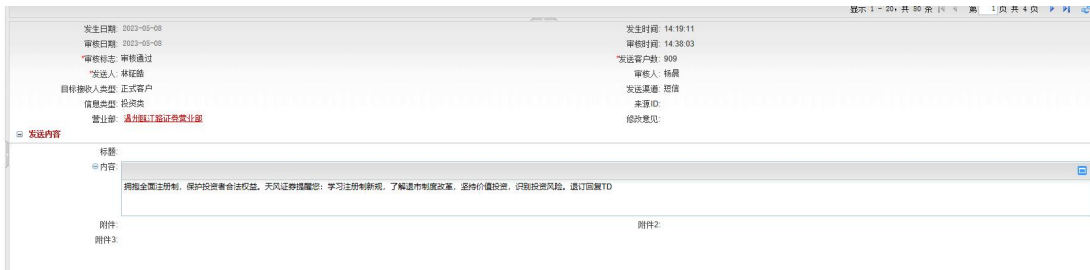 显示 1 - 20, 共 80 条 第 1 页 共 4 页
发生日期: 2023-05-08 发生时间: 14:19:11
审核日期: 2023-05-08 审核时间: 14:38:03
*审核标志: 审核通过 *发送客户数: 909
*发送人: 林钲皓 审核人: 杨晨
目标接收人类型: 正式客户 发送渠道: 短信
信息类型: 投资类 来源ID:
营业部: 温州瓯江路证券营业部 修改意见:
发送内容
标题:
内容:
拥抱全面注册制，保护投资者合法权益。天风证券提醒您：学习注册制新规，了解退市制度改革，坚持价值投资，识别投资风险。退订回复TD
附件: 附件2:
附件3: